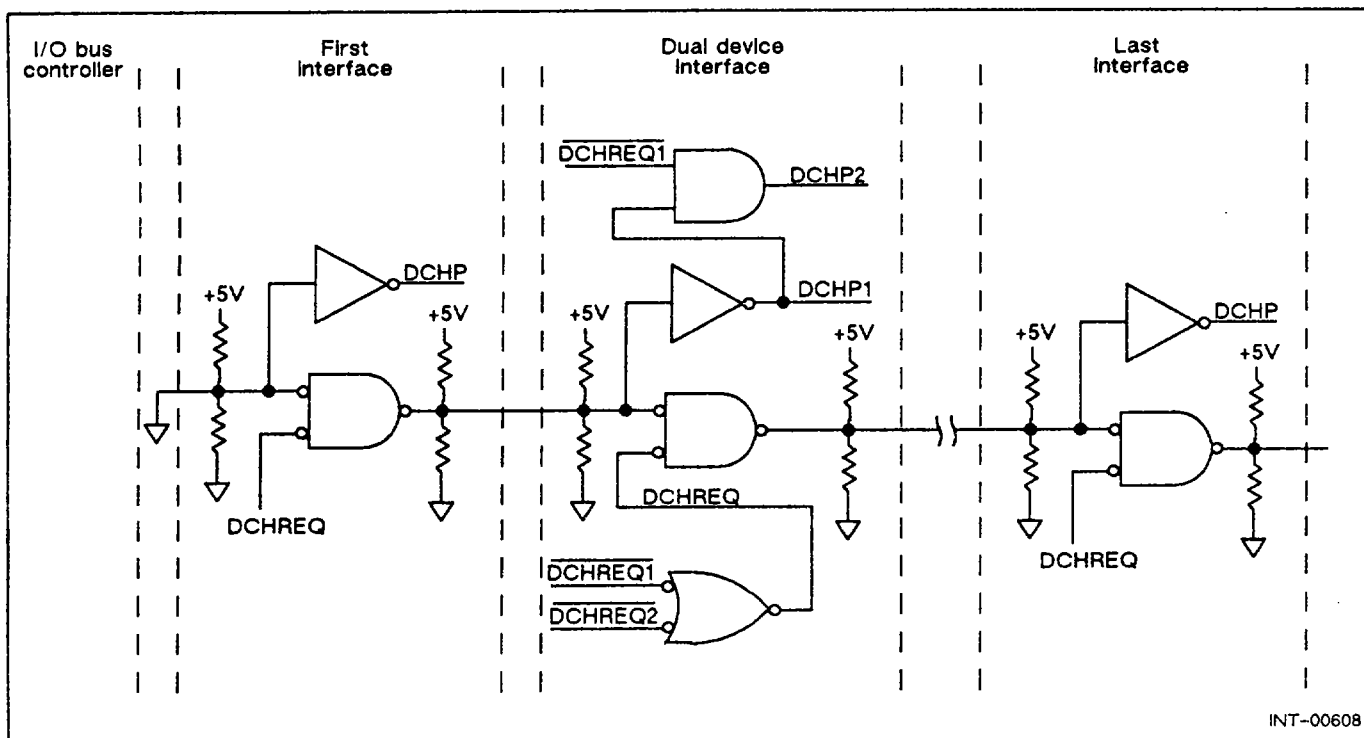 I/O bus
controller
First
interface
Dual device
interface
Last
interface
DCHREQ1
DCHP2
DCHP
DCHP1
DCHP
+5V
+5V
+5V
+5V
+5V
+5V
DCHREQ
DCHREQ
DCHREQ
DCHREQ1
DCHREQ2
INT-00608